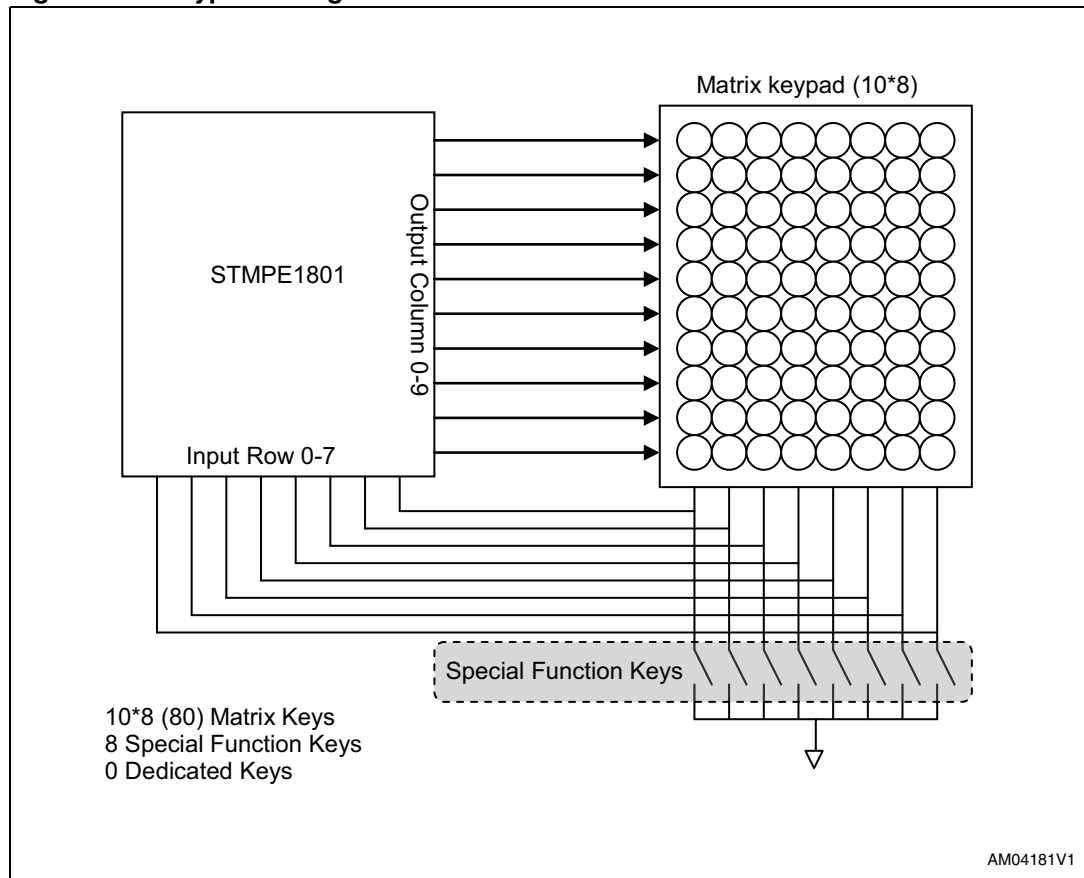 Matrix keypad (10*8)
STMPE1801
Output Column 0-9
Input Row 0-7
Special Function Keys
10*8 (80) Matrix Keys
8 Special Function Keys
0 Dedicated Keys
AM04181V1